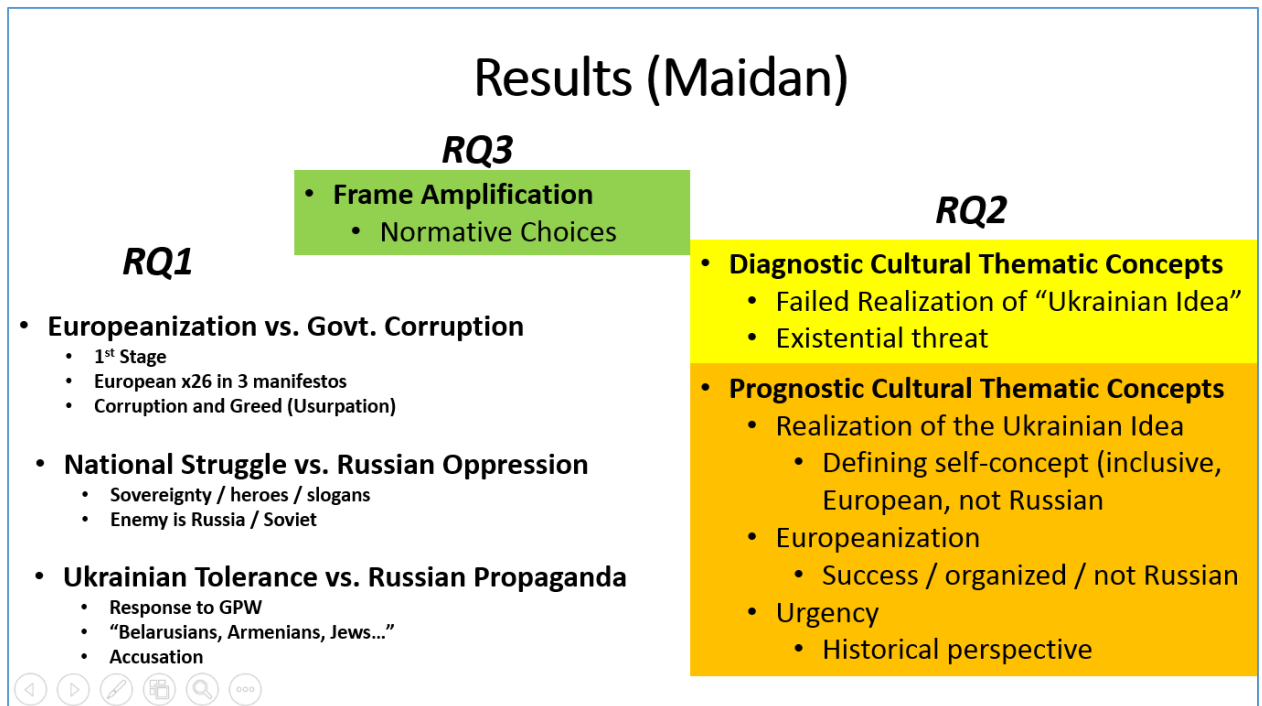 Results (Maidan)
RQ1
• Europeanization vs. Govt. Corruption
• 1st Stage
• European x26 in 3 manifestos
• Corruption and Greed (Usurpation)
• National Struggle vs. Russian Oppression
• Sovereignty / heroes / slogans
• Enemy is Russia / Soviet
• Ukrainian Tolerance vs. Russian Propaganda
• Response to GPW
• “Belarusians, Armenians, Jews…”
• Accusation
RQ3
• Frame Amplification
• Normative Choices
RQ2
• Diagnostic Cultural Thematic Concepts
• Failed Realization of “Ukrainian Idea”
• Existential threat
• Prognostic Cultural Thematic Concepts
• Realization of the Ukrainian Idea
• Defining self-concept (inclusive,
European, not Russian
• Europeanization
• Success / organized / not Russian
• Urgency
• Historical perspective